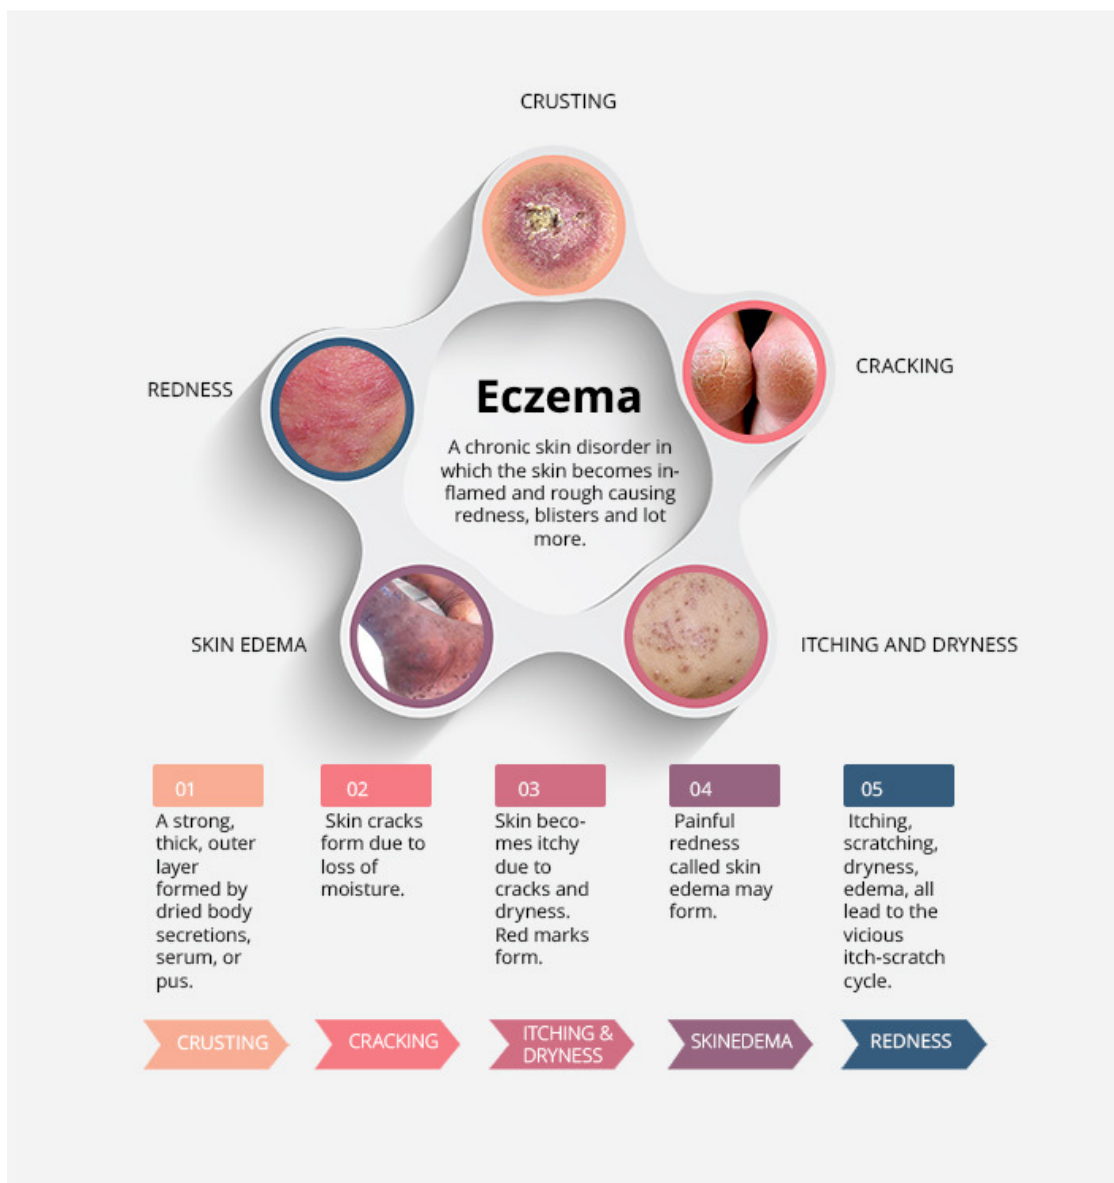 CRUSTING
CRACKING
REDNESS
Eczema
A chronic skin disorder in
which the skin becomes in-
flamed and rough causing
redness, blisters and lot
more.
SKIN EDEMA
ITCHING AND DRYNESS
01
A strong,
thick, outer
layer
formed by
dried body
secretions,
serum, or
pus.
02
Skin cracks
form due to
loss of
moisture.
03
Skin beco-
mes itchy
due to
cracks and
dryness.
Red marks
form.
04
Painful
redness
called skin
edema may
form.
05
Itching,
scratching,
dryness,
edema, all
lead to the
vicious
itch-scratch
cycle.
CRUSTING
CRACKING
ITCHING &
DRYNESS
SKINEDEMA
REDNESS